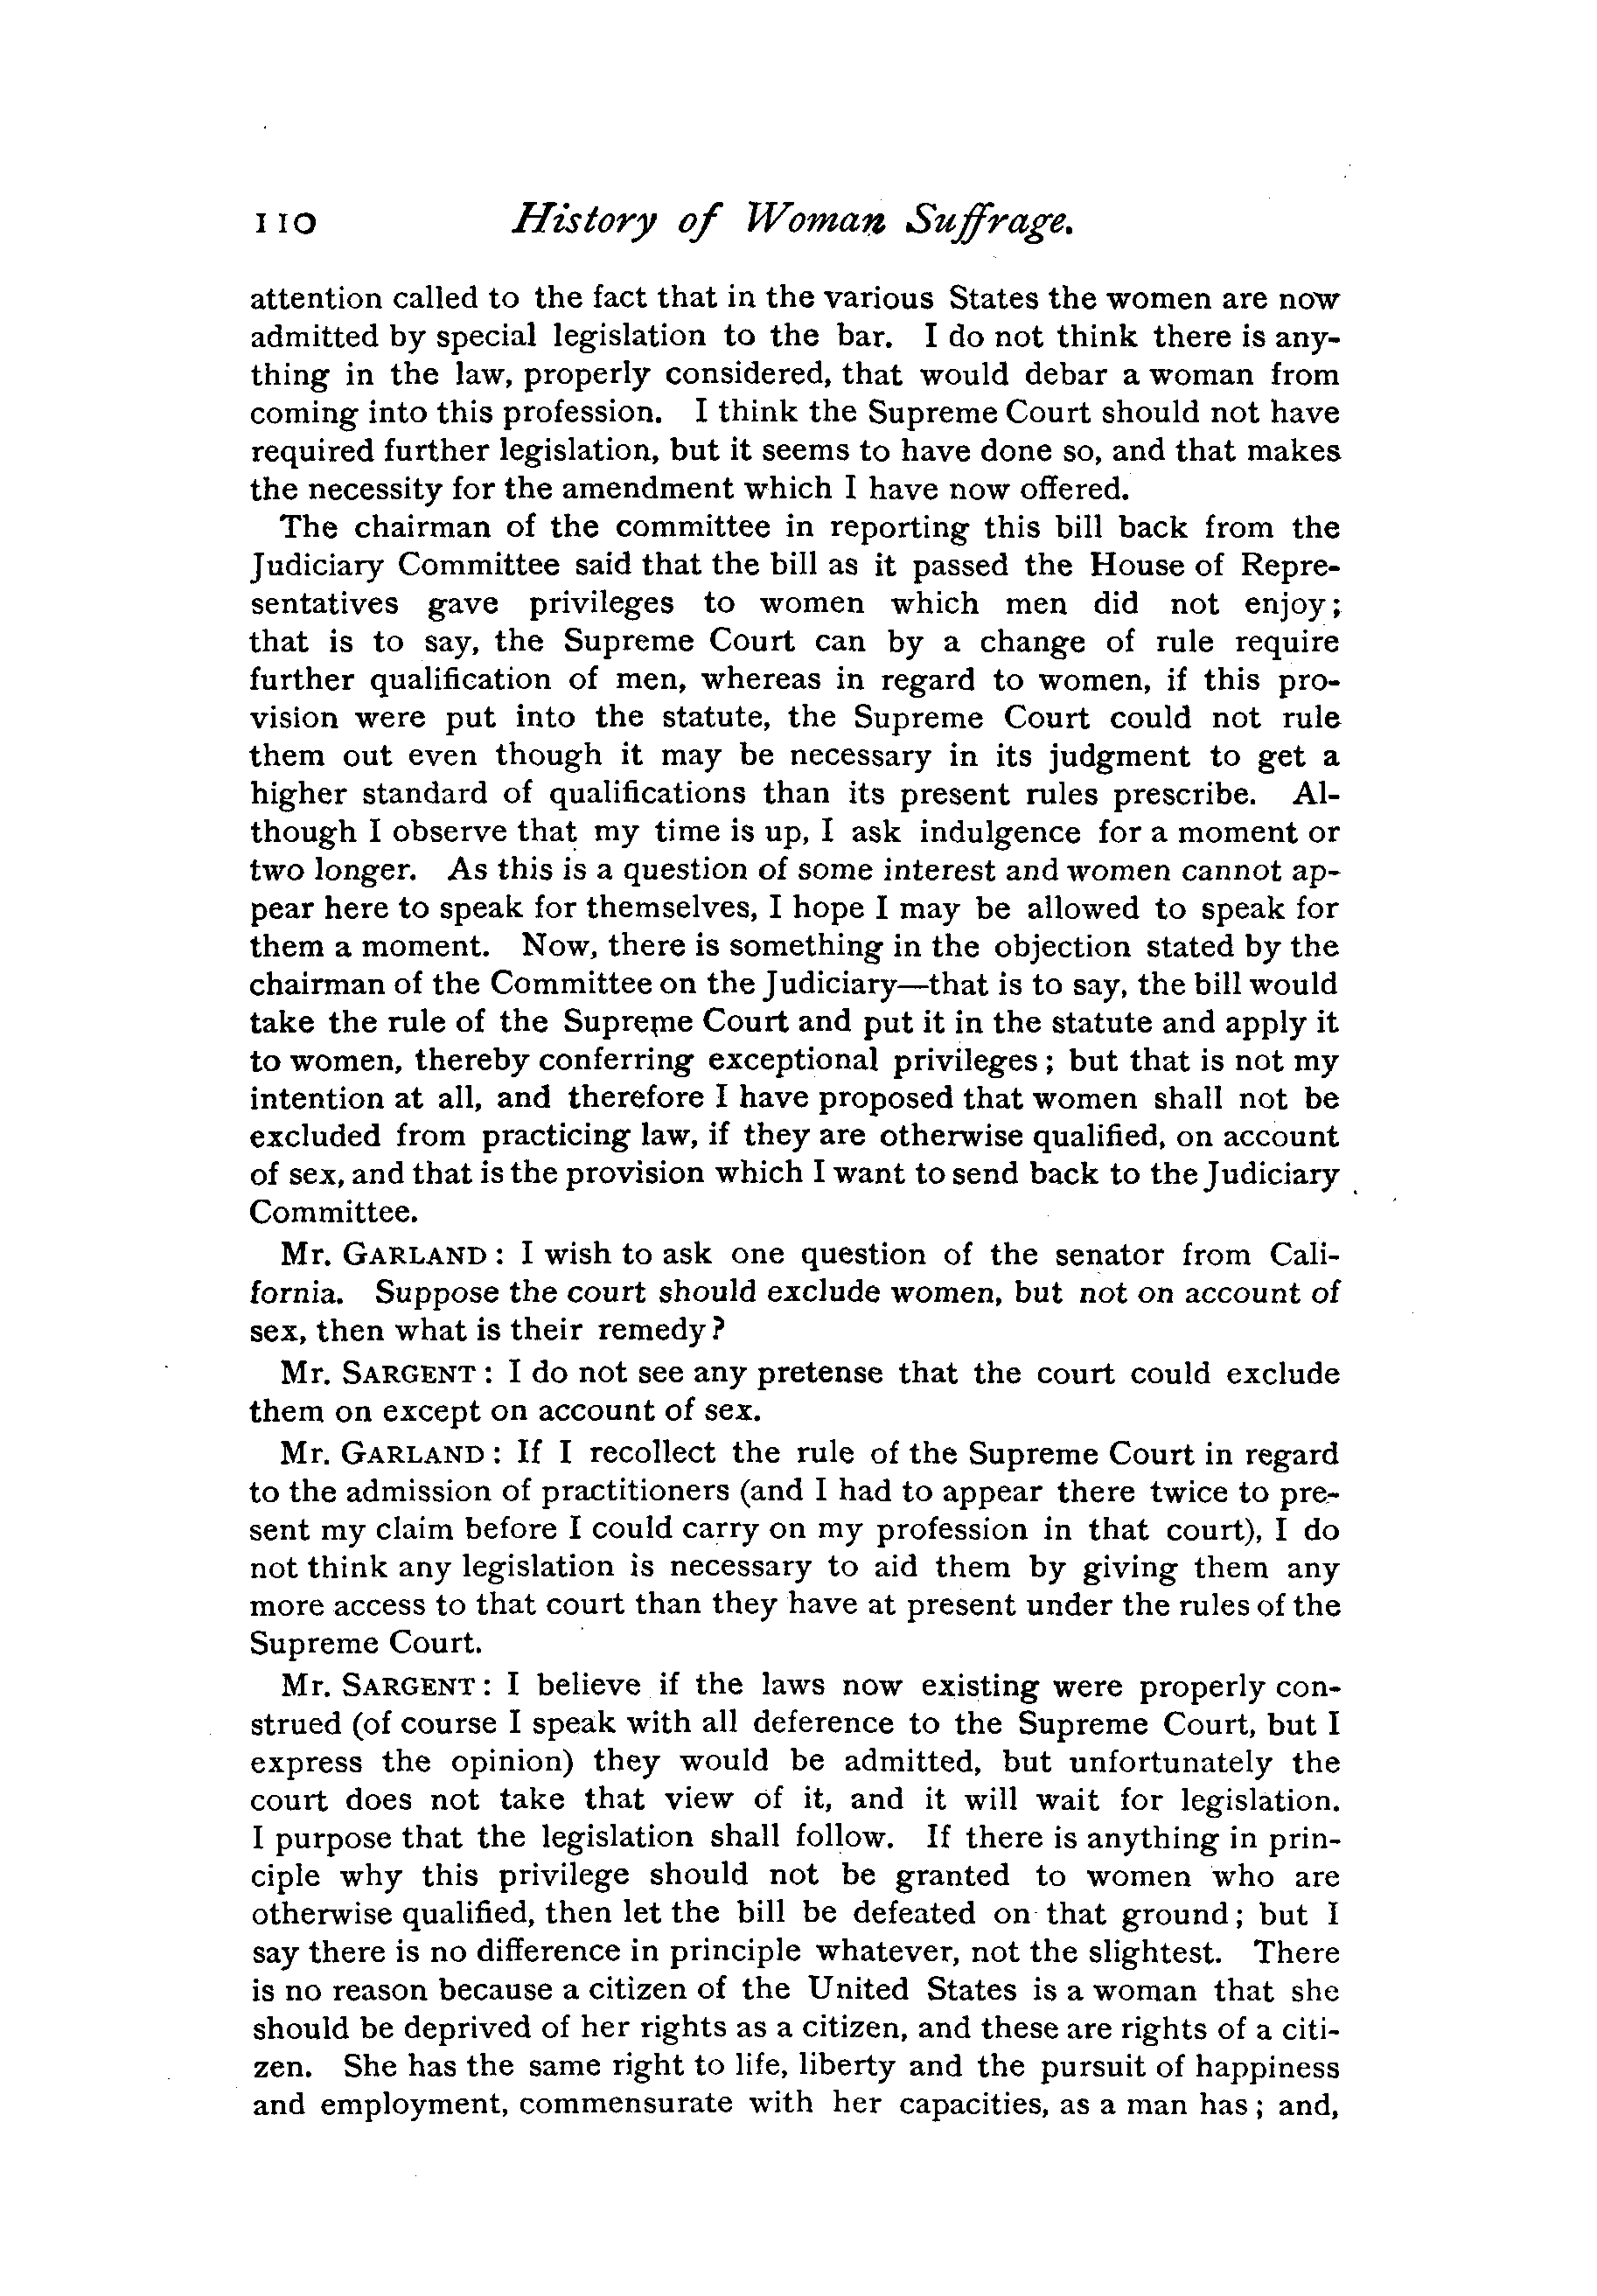 110 History of Woman Suffrage.
attention called to the fact that in the various States the women are now
admitted by special legislation to the bar. I do not think there is any-
thing in the law, properly considered, that would debar a woman from
coming into this profession. I think the Supreme Court should not have
required further legislation, but it seems to have done so, and that makes
the necessity for the amendment which I have now offered.
The chairman of the committee in reporting this bill back from the
Judiciary Committee said that the bill as it passed the House of Repre-
sentatives gave privileges to women which men did not enjoy;
that is to say, the Supreme Court can by a change of rule require
further qualification of men, whereas in regard to women, if this pro-
vision were put into the statute, the Supreme Court could not rule
them out even though it may be necessary in its judgment to get a
higher standard of qualifications than its present rules prescribe. Al-
though I observe that my time is up, I ask indulgence for a moment or
two longer. As this is a question of some interest and women cannot ap-
pear here to speak for themselves, I hope I may be allowed to speak for
them a moment. Now, there is something in the objection stated by the
chairman of the Committee on the Judiciary—that is to say, the bill would
take the rule of the Supreme Court and put it in the statute and apply it
to women, thereby conferring exceptional privileges; but that is not my
intention at all, and therefore I have proposed that women shall not be
excluded from practicing law, if they are otherwise qualified, on account
of sex, and that is the provision which I want to send back to the Judiciary
Committee.
Mr. GARLAND: I wish to ask one question of the senator from Cali-
fornia. Suppose the court should exclude women, but not on account of
sex, then what is their remedy?
Mr. SARGENT: I do not see any pretense that the court could exclude
them on except on account of sex.
Mr. GARLAND: If I recollect the rule of the Supreme Court in regard
to the admission of practitioners (and I had to appear there twice to pre-
sent my claim before I could carry on my profession in that court), I do
not think any legislation is necessary to aid them by giving them any
more access to that court than they have at present under the rules of the
Supreme Court.
Mr. SARGENT: I believe if the laws now existing were properly con-
strued (of course I speak with all deference to the Supreme Court, but I
express the opinion) they would be admitted, but unfortunately the
court does not take that view of it, and it will wait for legislation.
I purpose that the legislation shall follow. If there is anything in prin-
ciple why this privilege should not be granted to women who are
otherwise qualified, then let the bill be defeated on that ground; but I
say there is no difference in principle whatever, not the slightest. There
is no reason because a citizen of the United States is a woman that she
should be deprived of her rights as a citizen, and these are rights of a citi-
zen. She has the same right to life, liberty and the pursuit of happiness
and employment, commensurate with her capacities, as a man has; and,